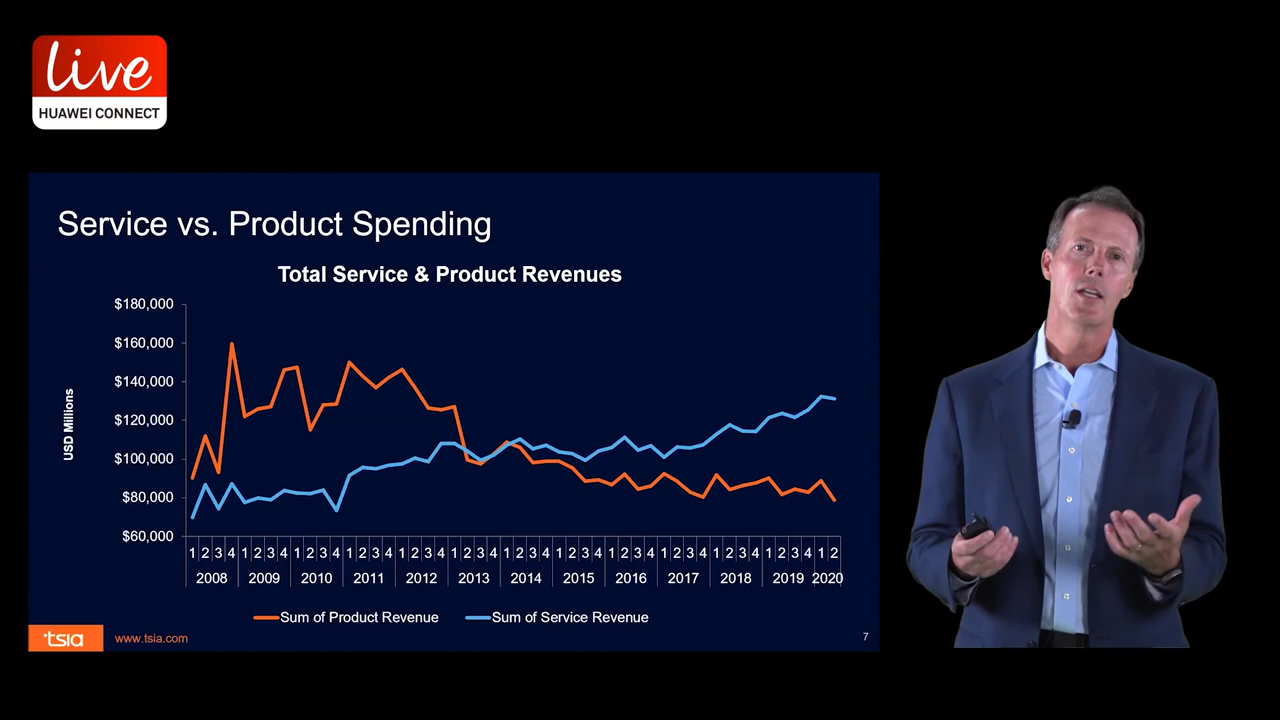 live
HUAWEI CONNECT
Service vs. Product Spending
Total Service & Product Revenues
$180,000
$160,000
$140,000
$120,000
$100,000
$80,000
$60,000
USD Millions
1 2 3 4 1 2 3 4 1 2 3 4 1 2 3 4 1 2 3 4 1 2 3 4 1 2 3 4 1 2 3 4 1 2 3 4 1 2 3 4 1 2 3 4 1 2 3 4 1 2
2008 2009 2010 2011 2012 2013 2014 2015 2016 2017 2018 2019 2020
Sum of Product Revenue Sum of Service Revenue
tsia www.tsia.com 7